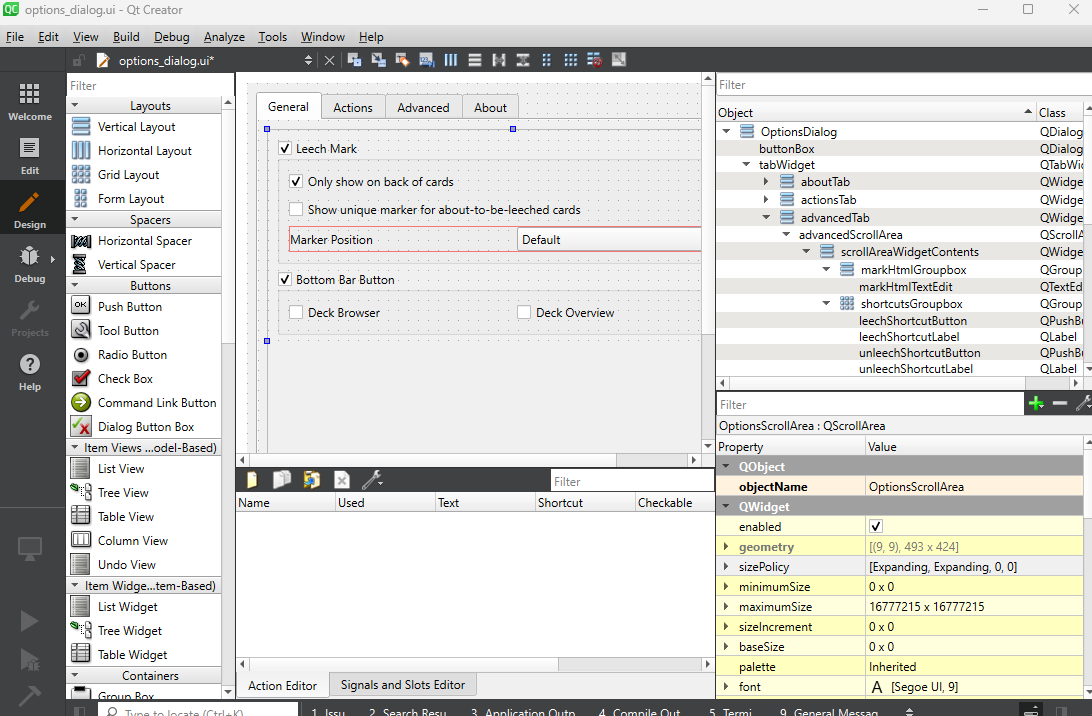 QC options_dialog.ui - Qt Creator
File Edit View Build Debug Analyze Tools Window Help
options_dialog.ui*
Welcome
Edit
Design
Debug
Projects
Help
Filter
Layouts
Vertical Layout
Horizontal Layout
Grid Layout
Form Layout
Spacers
Horizontal Spacer
Vertical Spacer
Buttons
OK Push Button
Tool Button
Radio Button
Check Box
Command Link Button
Dialog Button Box
Item Views ...odel-Based)
List View
Tree View
Table View
Column View
Undo View
Item Widge...tem-Based)
List Widget
Tree Widget
Table Widget
Containers
Group Box
General Actions Advanced About
Leech Mark
Only show on back of cards
Show unique marker for about-to-be-leeched cards
Marker Position Default
Bottom Bar Button
Deck Browser Deck Overview
Filter
Name Used Text Shortcut Checkable
Action Editor Signals and Slots Editor
Filter
Object Class
OptionsDialog QDialog
buttonBox QDialog
tabWidget QTabWi
aboutTab QWidge
actionsTab QWidge
advancedTab QWidge
advancedScrollArea QScrollA
scrollAreaWidgetContents QWidge
markHtmlGroupbox QGroup
markHtmlTextEdit QTextEd
shortcutsGroupbox QGroup
leechShortcutButton QPushB
leechShortcutLabel QLabel
unleechShortcutButton QPushB
unleechShortcutLabel QLabel
Filter
OptionsScrollArea : QScrollArea
Property Value
QObject
objectName OptionsScrollArea
QWidget
enabled
geometry [(9, 9), 493 x 424]
sizePolicy [Expanding, Expanding, 0, 0]
minimumSize 0 x 0
maximumSize 16777215 x 16777215
sizeIncrement 0 x 0
baseSize 0 x 0
palette Inherited
font A [Segoe UI, 9]
Type to locate (Ctrl+K) 1 Issu 2 Search Resu 3 Application Outp 4 Compile Out 5 Termi 9 General Messag